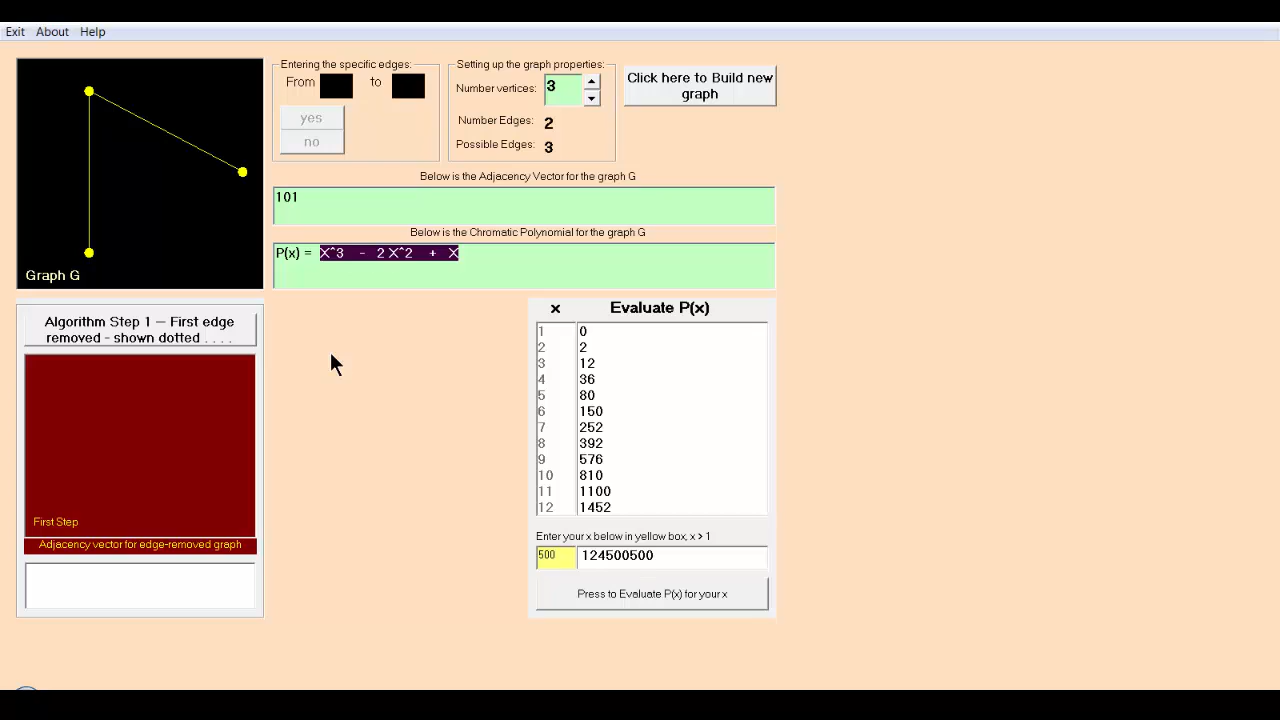 Exit About Help
Entering the specific edges:
From to
yes
no
Setting up the graph properties:
Number vertices: 3
Number Edges: 2
Possible Edges: 3
Click here to Build new
graph
Below is the Adjacency Vector for the graph G
101
Below is the Chromatic Polynomial for the graph G
P(x) = X^3 - 2X^2 + X
Graph G
Algorithm Step 1 – First edge
removed - shown dotted . . . .
First Step
Adjacency vector for edge-removed graph
x Evaluate P(x)
1 0
2 2
3 12
4 36
5 80
6 150
7 252
8 392
9 576
10 810
11 1100
12 1452
Enter your x below in yellow box, x > 1
500 124500500
Press to Evaluate P(x) for your x